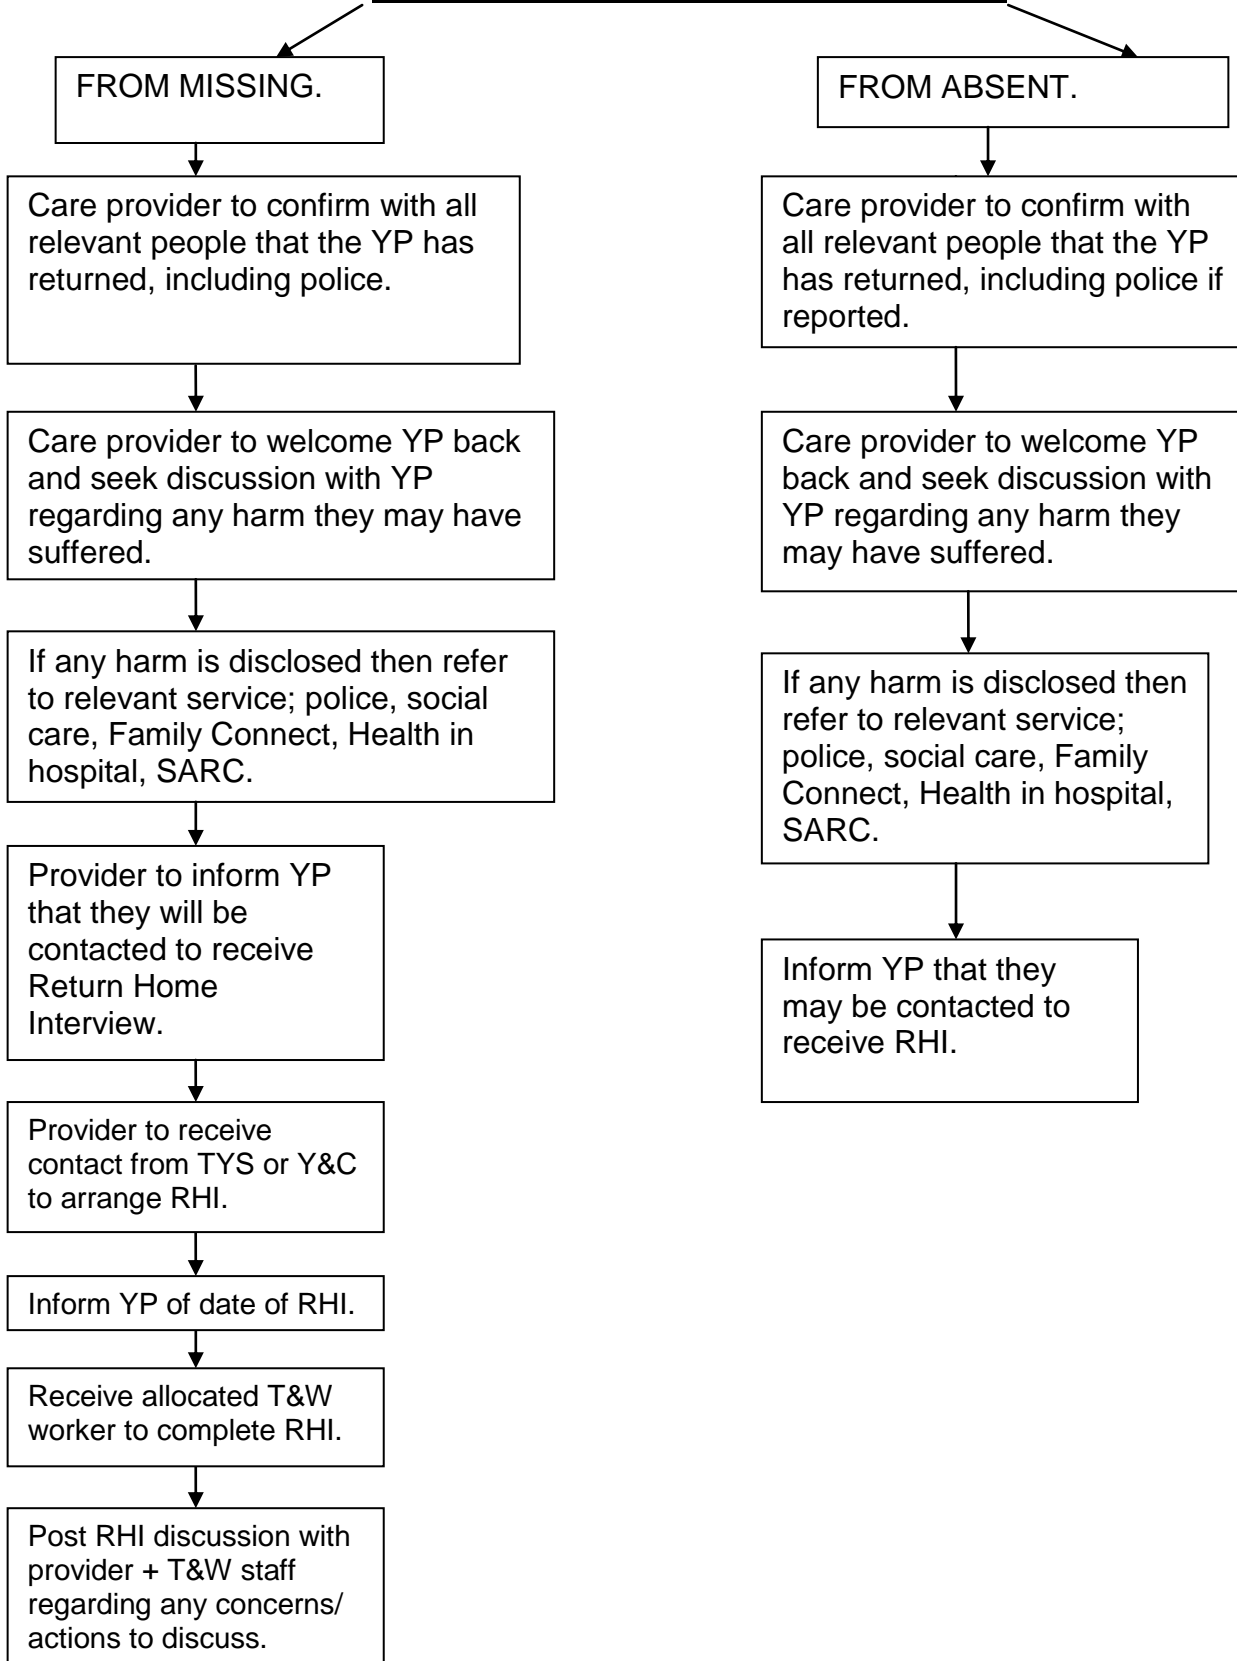 FROM MISSING.
Care provider to confirm with all
relevant people that the YP has
returned, including police.
Care provider to welcome YP back
and seek discussion with YP
regarding any harm they may have
suffered.
If any harm is disclosed then refer
to relevant service; police, social
care, Family Connect, Health in
hospital, SARC.
Provider to inform YP
that they will be
contacted to receive
Return Home
Interview.
Provider to receive
contact from TYS or Y&C
to arrange RHI.
Inform YP of date of RHI.
Receive allocated T&W
worker to complete RHI.
Post RHI discussion with
provider + T&W staff
regarding any concerns/
actions to discuss.
FROM ABSENT.
Care provider to confirm with
all relevant people that the YP
has returned, including police if
reported.
Care provider to welcome YP
back and seek discussion with
YP regarding any harm they
may have suffered.
If any harm is disclosed then
refer to relevant service;
police, social care, Family
Connect, Health in hospital,
SARC.
Inform YP that they
may be contacted to
receive RHI.